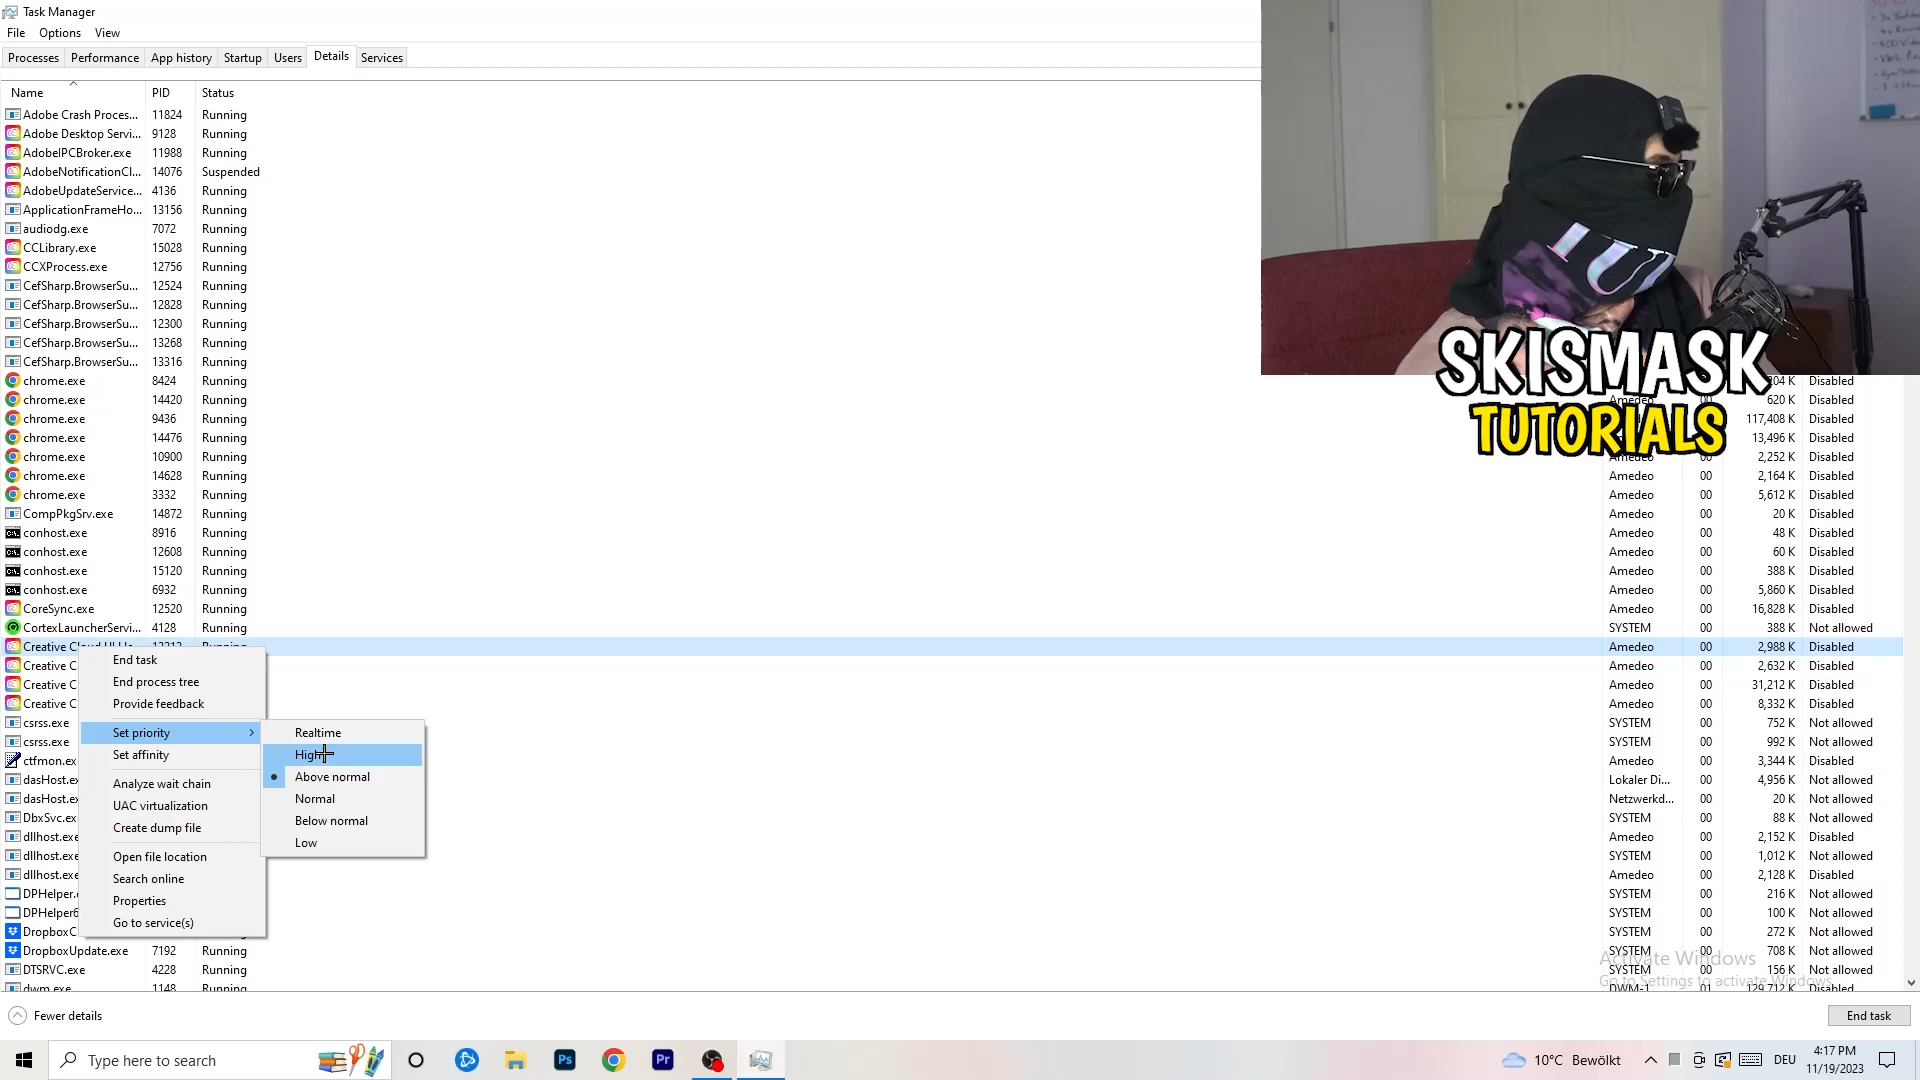 Task Manager
File Options View
Processes Performance App history Startup Users Details Services
Name PID Status
Adobe Crash Proces... 11824 Running
Adobe Desktop Servi... 9128 Running
AdobeIPCBroker.exe 11988 Running
AdobeNotificationCl... 14076 Suspended
AdobeUpdateService... 4136 Running
ApplicationFrameHo... 13156 Running
audiodg.exe 7072 Running
CCLibrary.exe 15028 Running
CCXProcess.exe 12756 Running
CefSharp.BrowserSu... 12524 Running
CefSharp.BrowserSu... 12828 Running
CefSharp.BrowserSu... 12300 Running
CefSharp.BrowserSu... 13268 Running
CefSharp.BrowserSu... 13316 Running
SKISMASK
TUTORIALS
chrome.exe 8424 Running 204 K Disabled
chrome.exe 14420 Running Amedeo 00 620 K Disabled
chrome.exe 9436 Running 117,408 K Disabled
chrome.exe 14476 Running 13,496 K Disabled
chrome.exe 10900 Running Amedeo 00 2,252 K Disabled
chrome.exe 14628 Running Amedeo 00 2,164 K Disabled
chrome.exe 3332 Running Amedeo 00 5,612 K Disabled
CompPkgSrv.exe 14872 Running Amedeo 00 20 K Disabled
conhost.exe 8916 Running Amedeo 00 48 K Disabled
conhost.exe 12608 Running Amedeo 00 60 K Disabled
conhost.exe 15120 Running Amedeo 00 388 K Disabled
conhost.exe 6932 Running Amedeo 00 5,860 K Disabled
CoreSync.exe 12520 Running Amedeo 00 16,828 K Disabled
CortexLauncherServi... 4128 Running SYSTEM 00 388 K Not allowed
Creative Cloud UI He... 13212 Running Amedeo 00 2,988 K Disabled
Creative C Amedeo 00 2,632 K Disabled
Creative C Amedeo 00 31,212 K Disabled
Creative C Amedeo 00 8,332 K Disabled
csrss.exe SYSTEM 00 752 K Not allowed
csrss.exe SYSTEM 00 992 K Not allowed
ctfmon.ex Amedeo 00 3,344 K Disabled
dasHost.ex Lokaler Di... 00 4,956 K Not allowed
dasHost.ex Netzwerkd... 00 20 K Not allowed
DbxSvc.ex SYSTEM 00 88 K Not allowed
dllhost.exe Amedeo 00 2,152 K Disabled
dllhost.exe SYSTEM 00 1,012 K Not allowed
dllhost.exe Amedeo 00 2,128 K Disabled
DPHelper. SYSTEM 00 216 K Not allowed
DPHelper6 SYSTEM 00 100 K Not allowed
DropboxC SYSTEM 00 272 K Not allowed
DropboxUpdate.exe 7192 Running SYSTEM 00 708 K Not allowed
DTSRVC.exe 4228 Running SYSTEM 00 156 K Not allowed
dwm.exe 1148 Running DWM-1 01 129,712 K Disabled
End task
End process tree
Provide feedback
Set priority
Set affinity
Analyze wait chain
UAC virtualization
Create dump file
Open file location
Search online
Properties
Go to service(s)
Realtime
High
Above normal
Normal
Below normal
Low
Activate Windows
Go to Settings to activate Windows.
Fewer details
End task
Type here to search
Ps
Pr
10°C Bewölkt
DEU
4:17 PM
11/19/2023